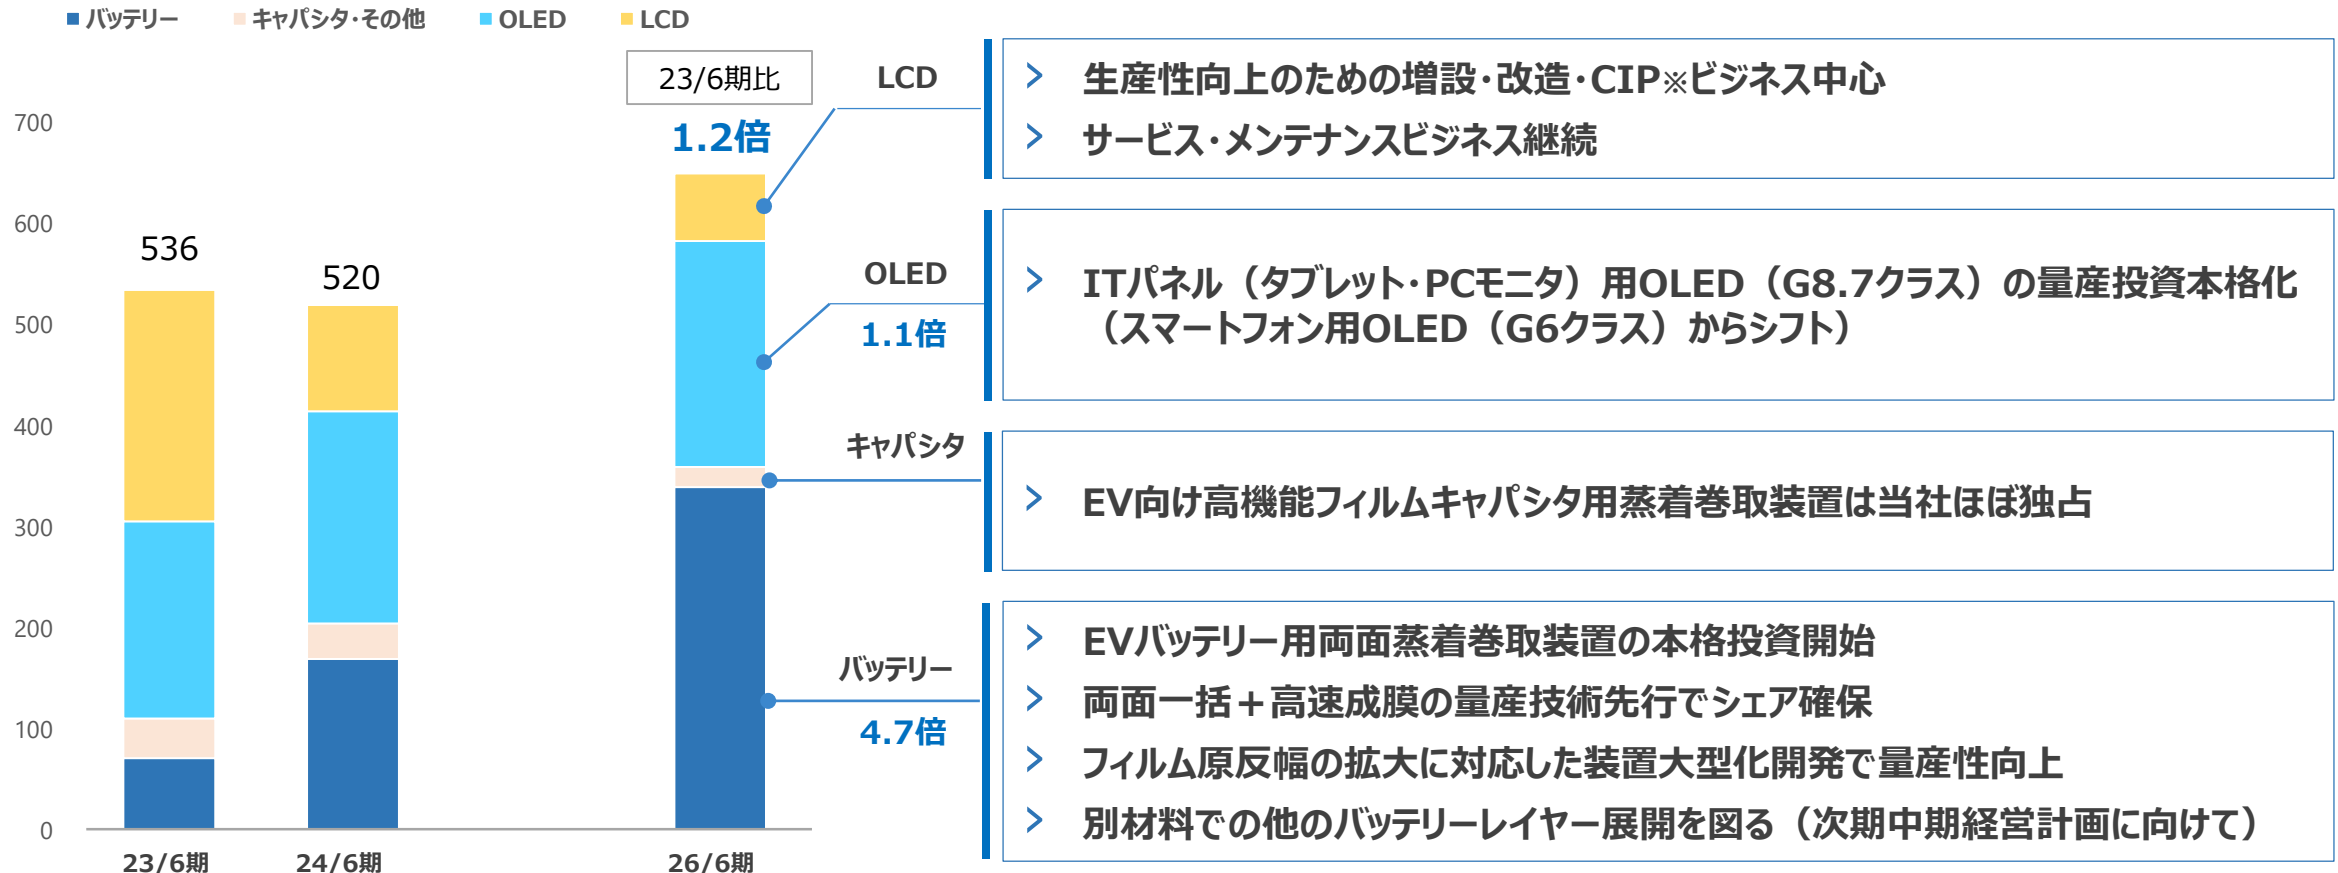 バッテリー キャパシタ・その他 OLED LCD
700
600
500
400
300
200
100
0
536
520
23/6期比
1.2倍
23/6期 24/6期 26/6期
LCD
> 生産性向上のための増設・改造・CIP※ビジネス中心
> サービス・メンテナンスビジネス継続
OLED
1.1倍
> ITパネル（タブレット・PCモニタ）用OLED（G8.7クラス）の量産投資本格化
（スマートフォン用OLED（G6クラス）からシフト）
キャパシタ
> EV向け高機能フィルムキャパシタ用蒸着巻取装置は当社ほぼ独占
バッテリー
4.7倍
> EVバッテリー用両面蒸着巻取装置の本格投資開始
> 両面一括＋高速成膜の量産技術先行でシェア確保
> フィルム原反幅の拡大に対応した装置大型化開発で量産性向上
> 別材料での他のバッテリーレイヤー展開を図る（次期中期経営計画に向けて）